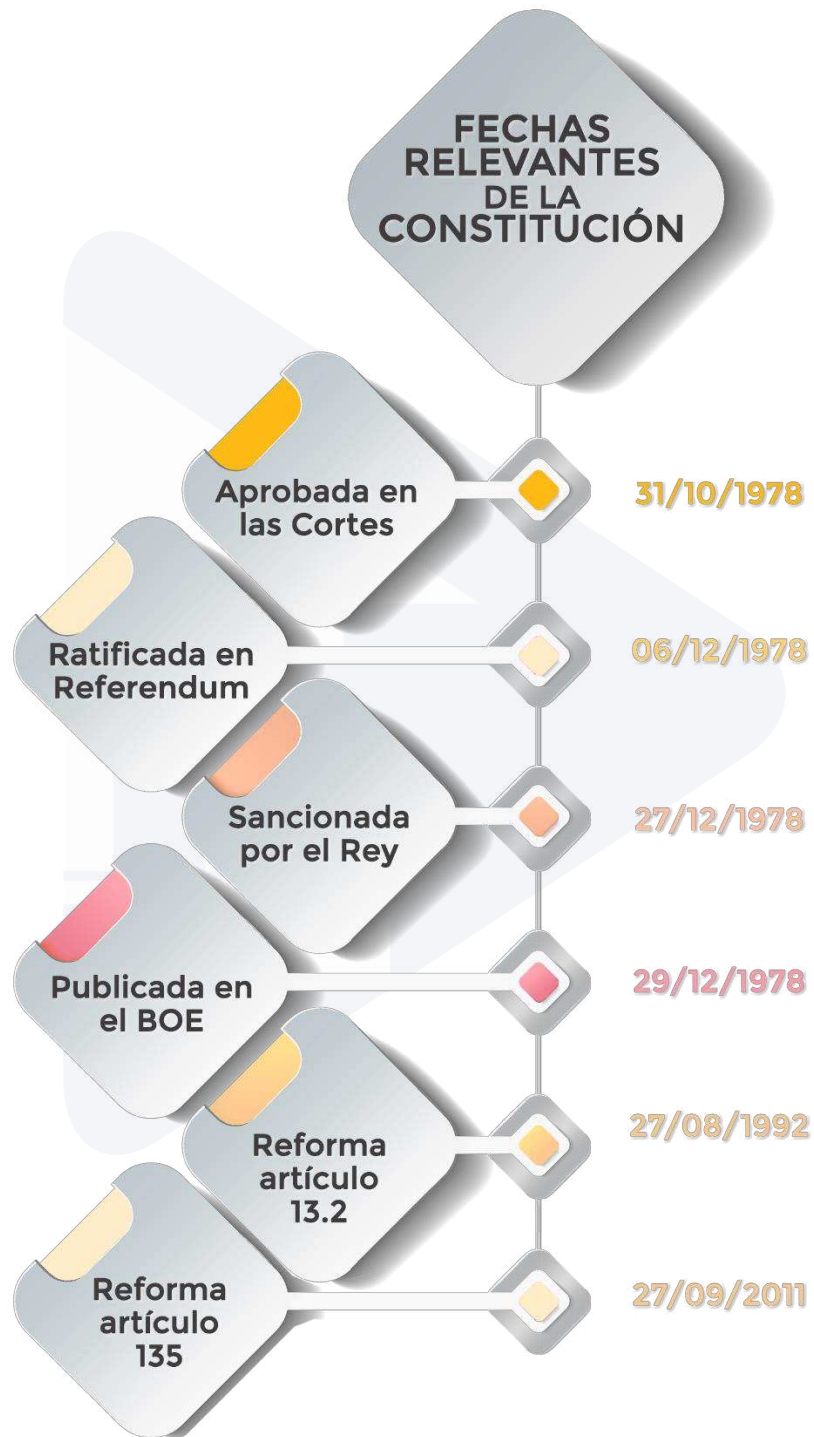 FECHAS
RELEVANTES
DE LA
CONSTITUCIÓN
Aprobada en
las Cortes
31/10/1978
Ratificada en
Referendum
06/12/1978
Sancionada
por el Rey
27/12/1978
Publicada en
el BOE
29/12/1978
Reforma
artículo
13.2
27/08/1992
Reforma
artículo
135
27/09/2011